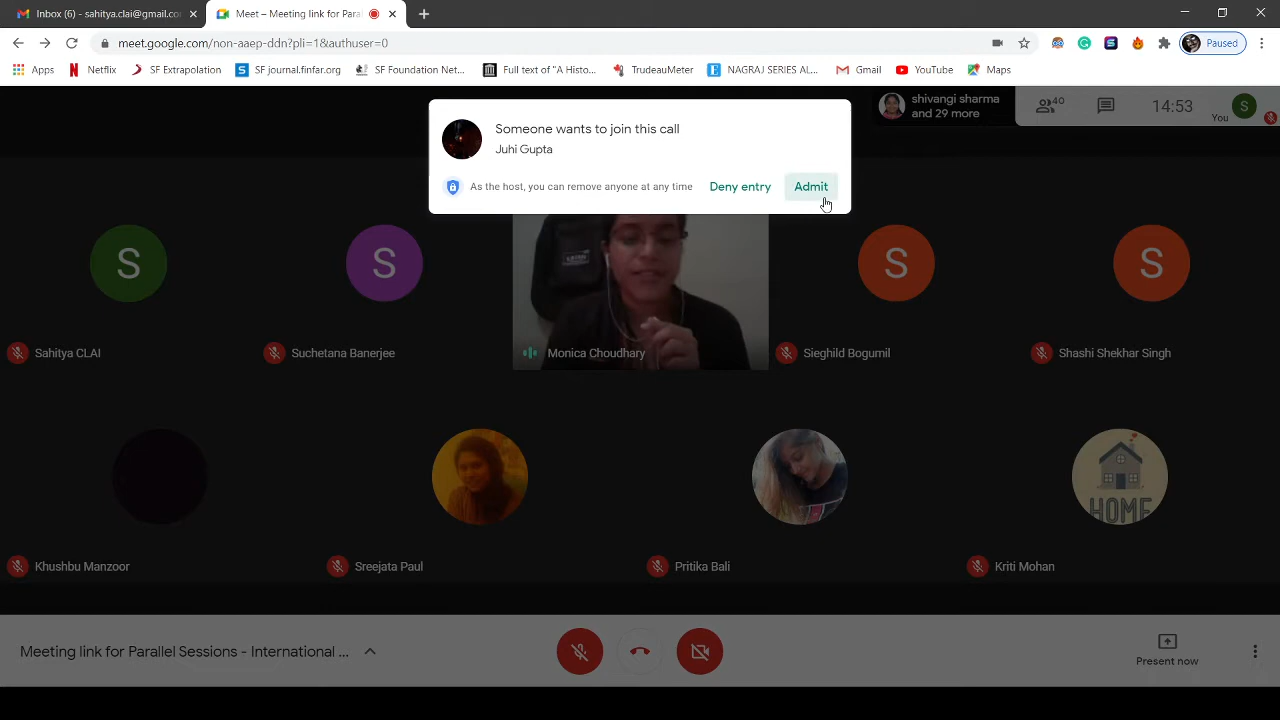 Inbox (6) - sahitya.clai@gmail.co
Meet – Meeting link for Para
meet.google.com/non-aaep-ddn?pli=1&authuser=0
Paused
Apps
Netflix
SF Extrapolation
SF journal.finfar.org
SF Foundation Net...
Full text of "A Histo...
TrudeauMeter
NAGRAJ SERIES AL...
Gmail
YouTube
Maps
Someone wants to join this call
Juhi Gupta
As the host, you can remove anyone at any time
Deny entry
Admit
shivangi sharma
and 29 more
40
14:53
You
S
S
S
S
S
Sahitya CLAI
Suchetana Banerjee
Monica Choudhary
Sieghild Bogumil
Shashi Shekhar Singh
HOME
Khushbu Manzoor
Sreejata Paul
Pritika Bali
Kriti Mohan
Meeting link for Parallel Sessions - International ...
Present now